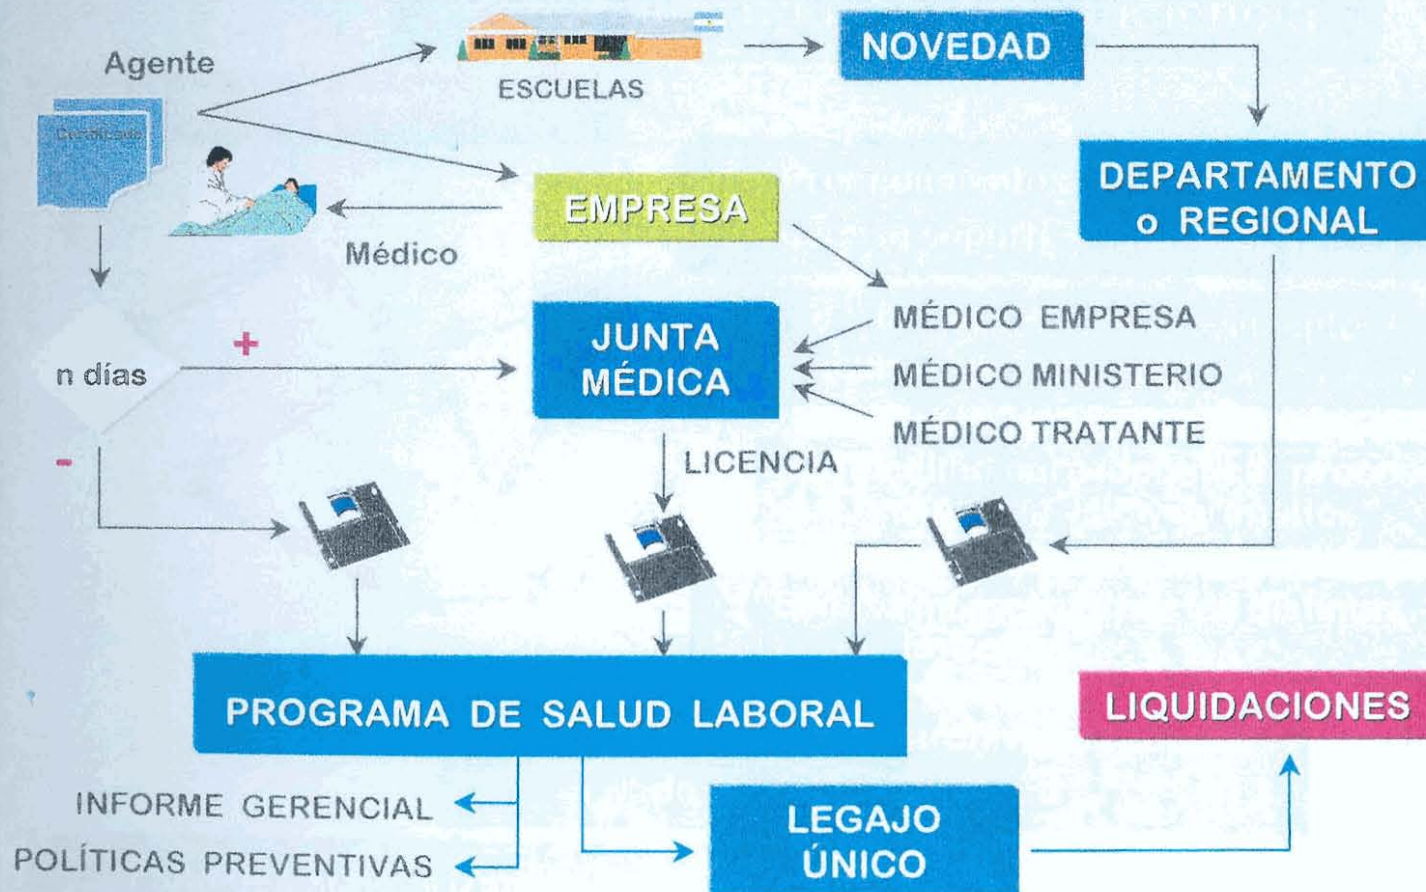 NOVEDAD
Agente
ESCUELAS
Certificado
DEPARTAMENTO
o REGIONAL
EMPRESA
Médico
MÉDICO EMPRESA
JUNTA
MÉDICA
+
n días
MÉDICO MINISTERIO
MÉDICO TRATANTE
-
LICENCIA
PROGRAMA DE SALUD LABORAL
LIQUIDACIONES
INFORME GERENCIAL
POLÍTICAS PREVENTIVAS
LEGAJO
ÚNICO